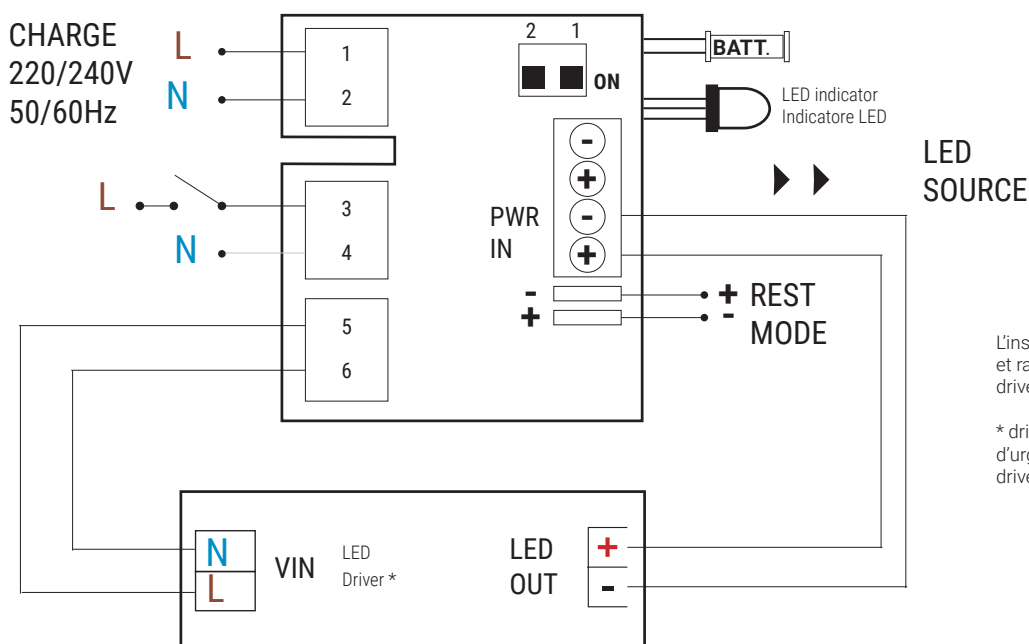 CHARGE
220/240V
50/60Hz
L
N
1
2
2 1
ON
BATT.
LED indicator
Indicatore LED
LED
SOURCE
L
N
3
4
-
+
-
+
PWR
IN
-
+
+
-
REST
MODE
5
6
L'ins
et ra
drive
* dri
d'urg
drive
N
L
VIN
LED
Driver *
LED
OUT
+
-